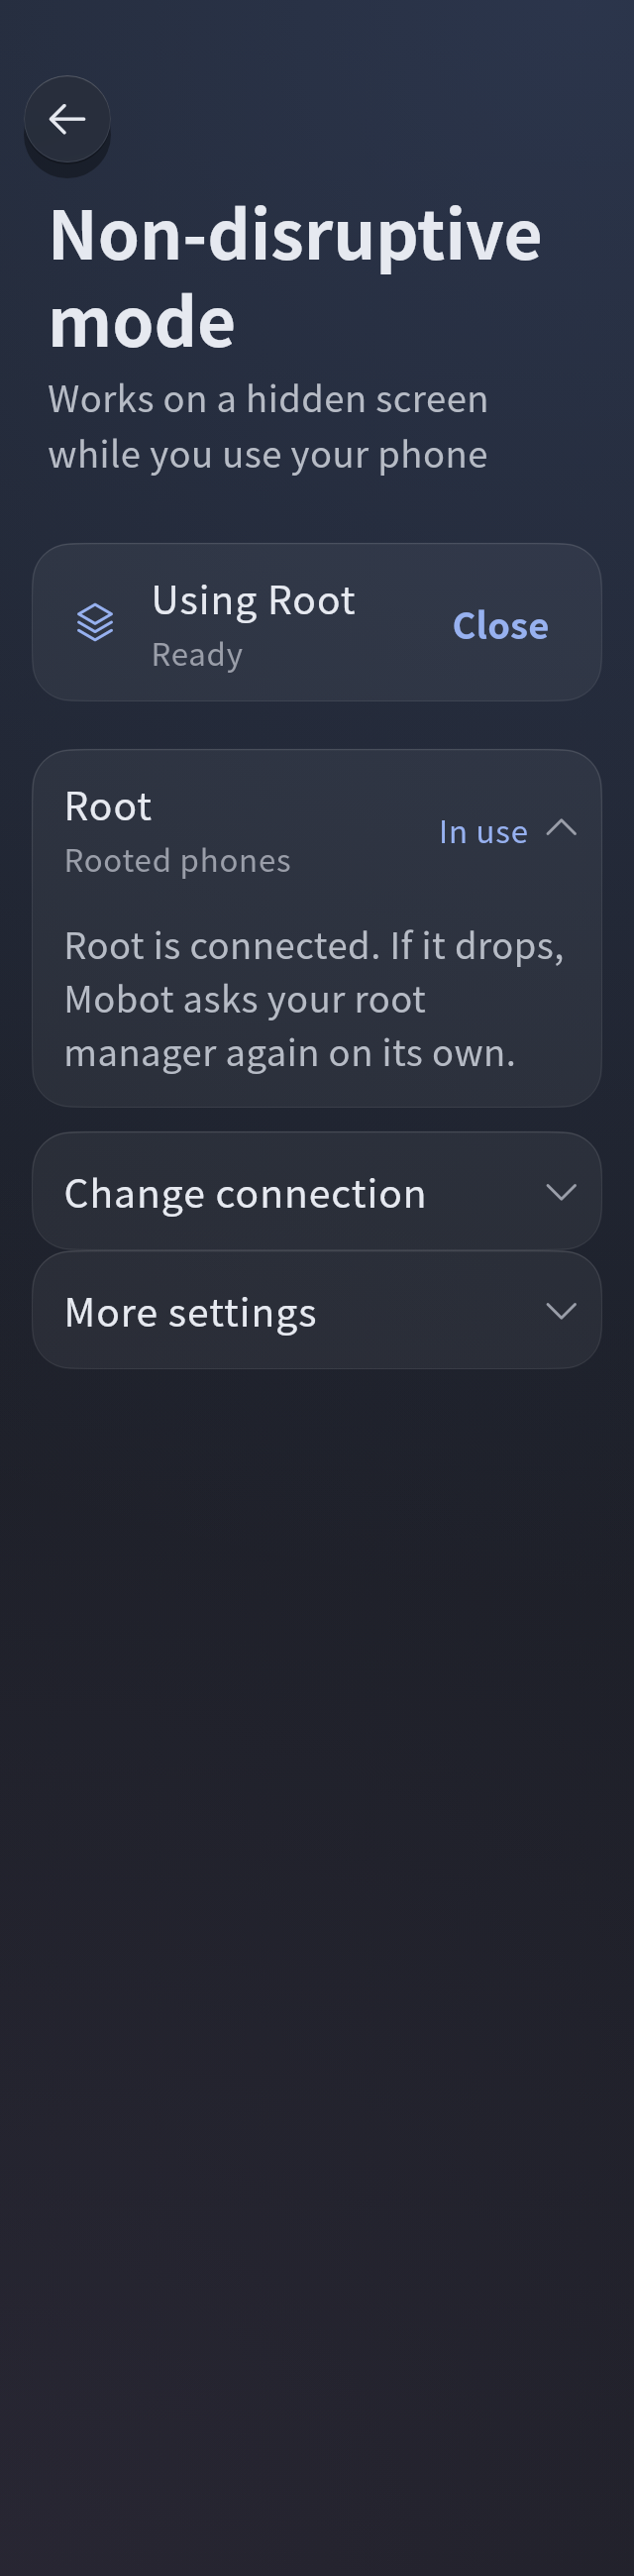 Non-disruptive
mode
Works on a hidden screen
while you use your phone
Using Root
Ready
Close
Root
Rooted phones
In use
Root is connected. If it drops,
Mobot asks your root
manager again on its own.
Change connection
More settings